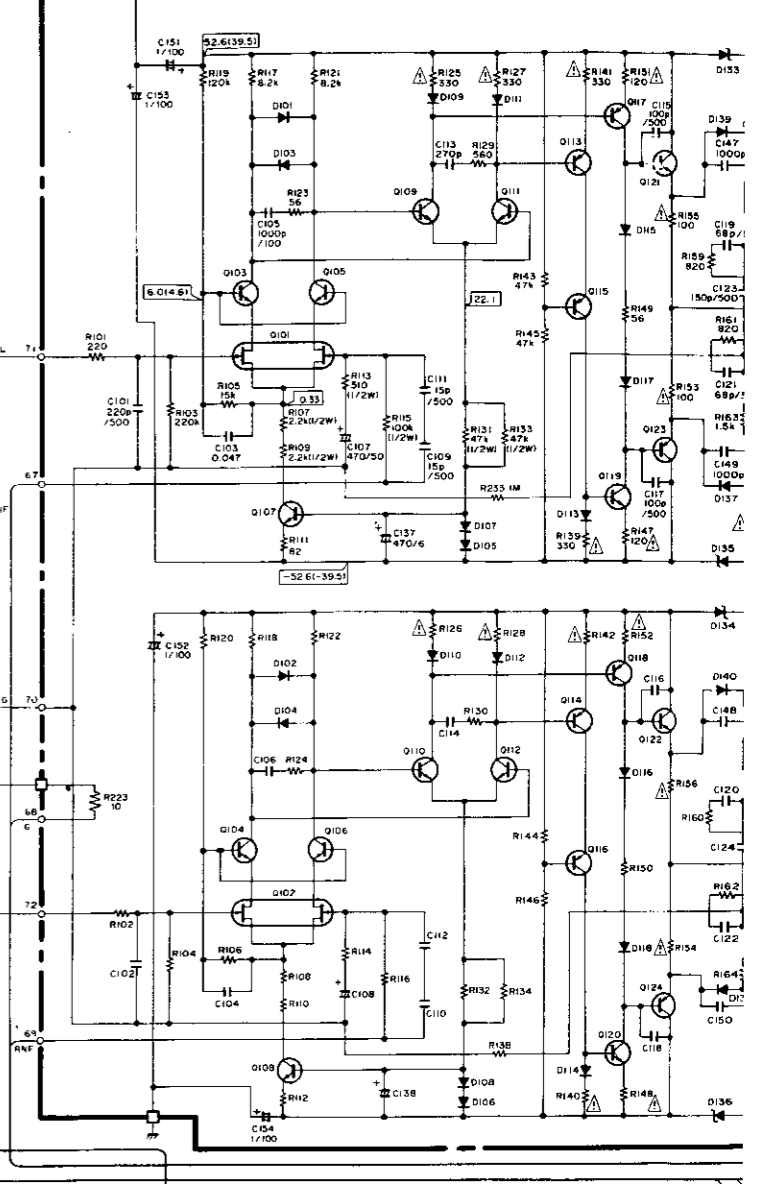 C151
1/100
-52.6(39.5)
R119
120k
R117
8.2k
R121
8.2k
R125
330
R127
330
R141
330
R151
120
D133
C153
1/100
D101
D109
D111
Q117
C115
100p
/500
D139
C147
1000p
C113
270p
R129
560
Q113
D103
Q121
R123
56
Q109
Q111
C105
1000p
/100
R155
100
D115
C119
68p/5
R159
820
Q103
Q105
R143
47k
Q115
C123
150p/500
6.0(4.6)
22.1
R149
56
R161
820
R101
220
71
Q101
R145
47k
R113
510
(1/2W)
C111
15p
/500
D117
R105
15k
C121
68p/5
R153
100
C101
220p
/500
R103
220k
0.33
R107
2.2k(1/2W)
R115
100k
(1/2W)
R131
47k
(1/2W)
R133
47k
(1/2W)
Q123
R163
1.5k
C103
0.047
R109
2.2k(1/2W)
C107
470/50
C109
15p
/500
C149
1000p
67
R233 1M
Q119
C117
100p
/500
D137
Q107
D113
D107
C137
470/6
R139
330
R147
120
R111
82
D105
D135
-52.6(-39.5)
R120
R118
R122
R126
R128
R142
R152
D134
C152
1/100
D102
D110
D112
Q118
C116
D140
R130
Q114
D104
C114
C148
70
Q122
C106
R124
Q110
Q112
D116
R223
10
R156
C120
R160
68
G
Q104
Q106
R144
Q116
C124
R150
72
Q102
R146
R162
R102
C122
R104
R106
R114
C112
D118
R154
C102
R108
R116
R132
R134
R164
C104
C108
Q124
R110
C110
C150
69
R138
Q120
C118
Q108
D114
D108
C138
R140
R148
R112
D106
D136
C154
1/100